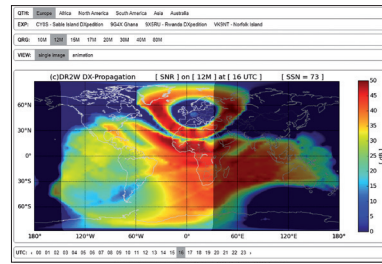 QTH: Europe Africa North America South America Asia Australia
EXP: CY0S - Sable Island DXpedition 9G4X Ghana 9X5RU - Rwanda DXpedition VK9NT - Norfolk Island
QRG: 10M 12M 15M 17M 20M 30M 40M 80M
VIEW: single image animation
(c)DR2W DX-Propagation [ SNR ] on [ 12M ] at [ 16 UTC ] [ SSN = 73 ]
60°N
30°N
0°
30°S
60°S
180° 120°W 60°W 0° 60°E 120°E 180°
50
45
40
35
30
25
20
15
10
5
0
[ dB ]
UTC: 00 01 02 03 04 05 06 07 08 09 10 11 12 13 14 15 16 17 18 19 20 21 22 23